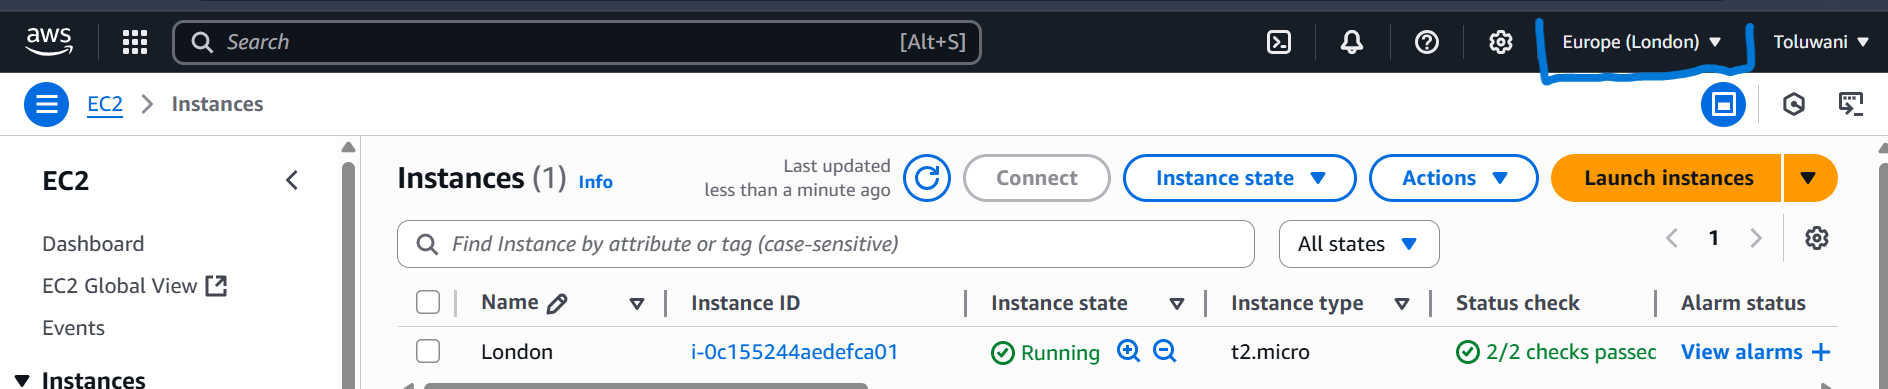 aws Search [Alt+S] Europe (London) Toluwani
EC2 Instances
EC2
Dashboard
EC2 Global View
Events
Instances
Instances (1) Info
Last updated
less than a minute ago
Connect Instance state Actions Launch instances
Find Instance by attribute or tag (case-sensitive) All states 1
Name Instance ID Instance state Instance type Status check Alarm status
London i-0c155244aedefca01 Running t2.micro 2/2 checks passed View alarms